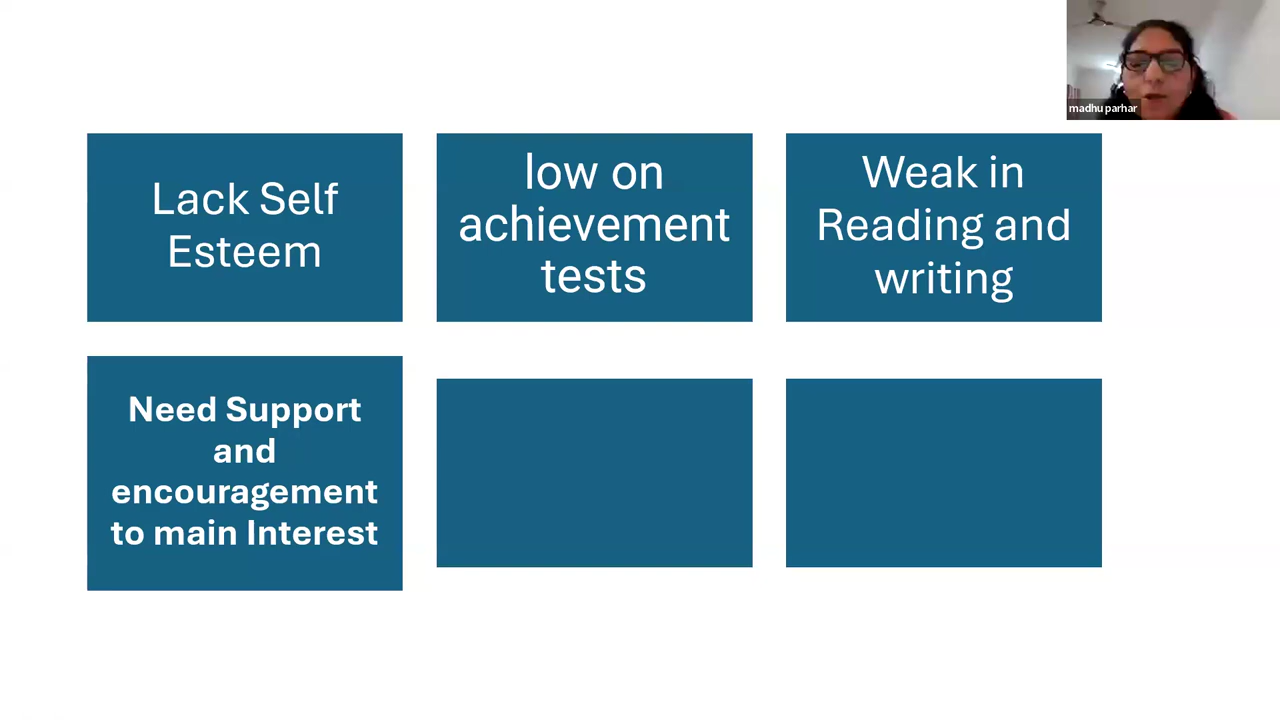 madhu parhar
Lack Self
Esteem
low on
achievement
tests
Weak in
Reading and
writing
Need Support
and
encouragement
to main Interest